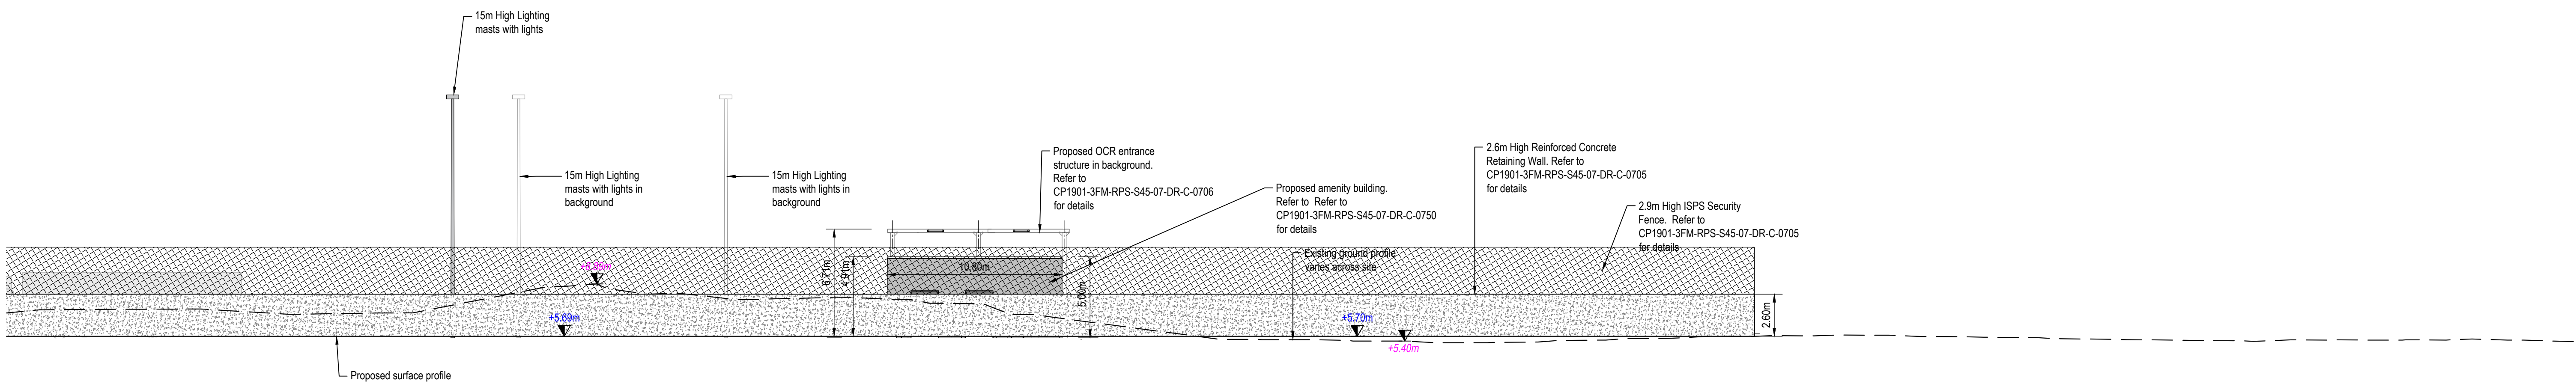 15m High Lighting
masts with lights
15m High Lighting
masts with lights in
background
15m High Lighting
masts with lights in
background
Proposed OCR entrance
structure in background.
Refer to
CP1901-3FM-RPS-S45-07-DR-C-0706
for details
Proposed amenity building.
Refer to Refer to
CP1901-3FM-RPS-S45-07-DR-C-0750
for details
2.6m High Reinforced Concrete
Retaining Wall. Refer to
CP1901-3FM-RPS-S45-07-DR-C-0705
for details
2.9m High ISPS Security
Fence. Refer to
CP1901-3FM-RPS-S45-07-DR-C-0705
for details
Existing ground profile
varies across site
6.71m
4.91m
10.80m
5.00m
+5.69m
+5.70m
+5.40m
2.60m
Proposed surface profile